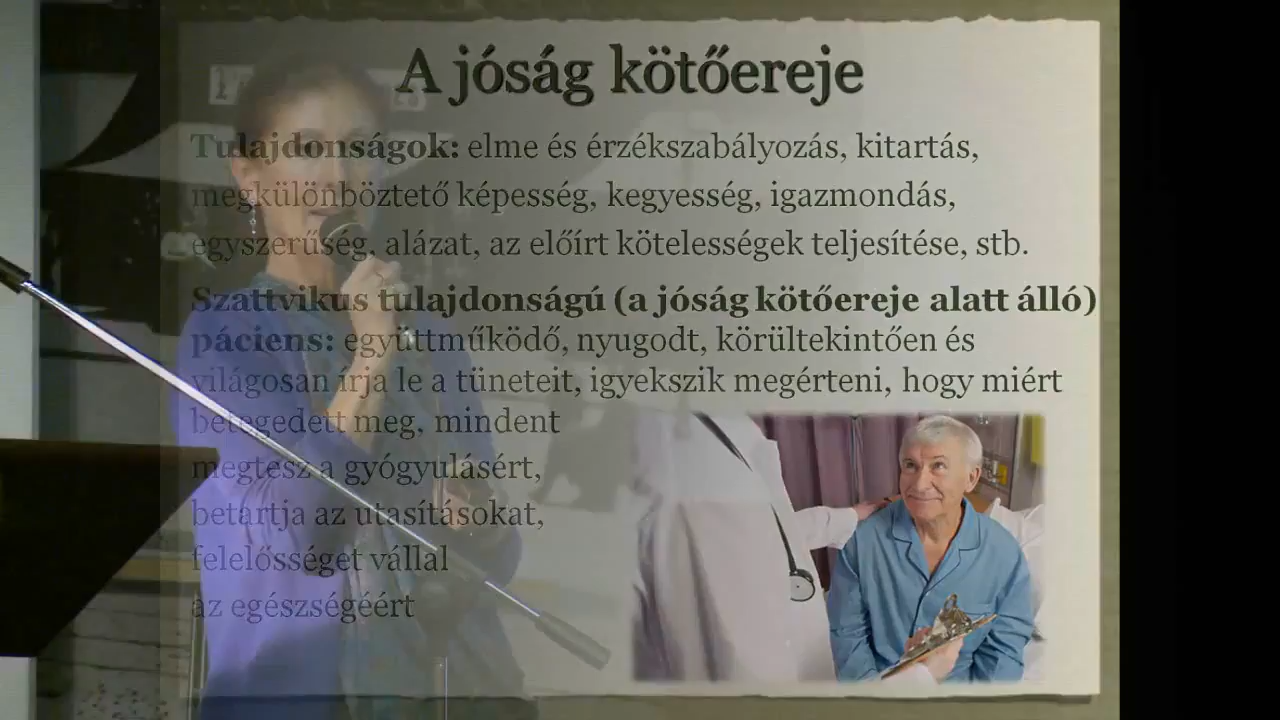 A jóság kötőereje
Tulajdonságok: elme és érzékszabályozás, kitartás,
megkülönböztető képesség, kegyesség, igazmondás,
egyszerűség, alázat, az előírt kötelességek teljesítése, stb.
Szattvikus tulajdonságú (a jóság kötőereje alatt álló)
páciens: együttműködő, nyugodt, körültekintően és
világosan írja le a tüneteit, igyekszik megérteni, hogy miért
betegedett meg, mindent
megtesz a gyógyulásért,
betartja az utasításokat,
felelősséget vállal
az egészségéért